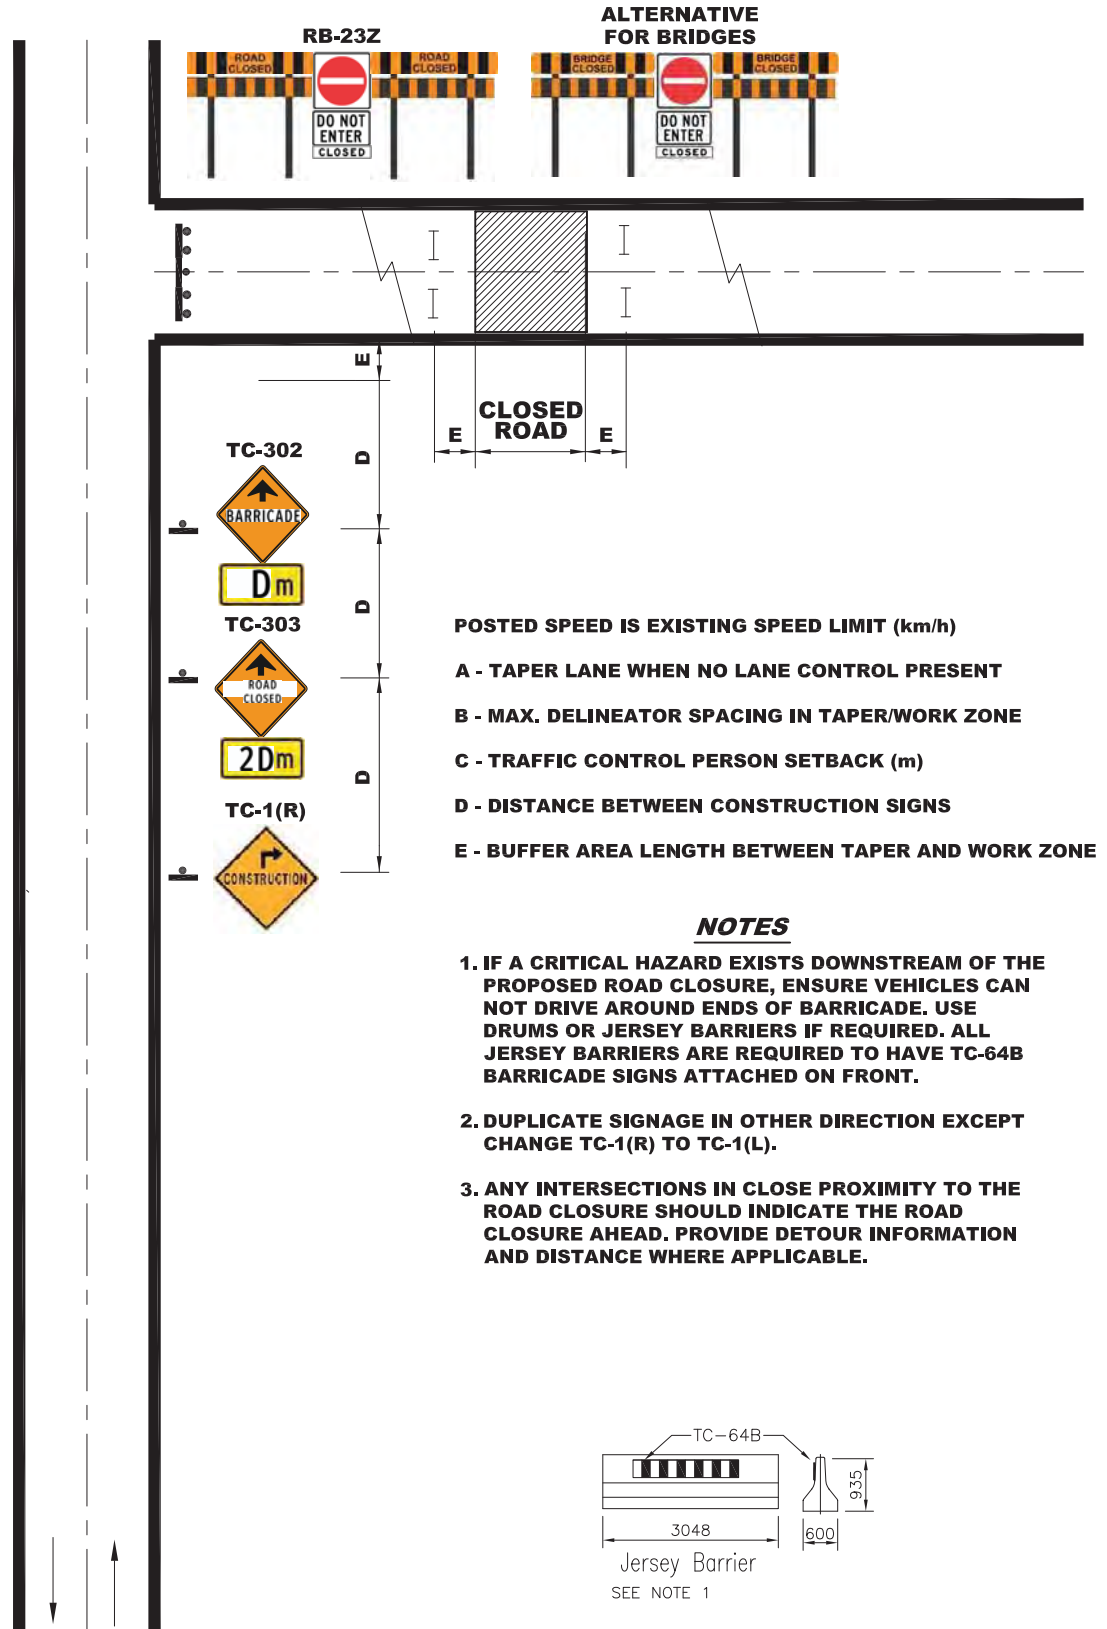 RB-23Z
ALTERNATIVE
FOR BRIDGES
ROAD
CLOSED
ROAD
CLOSED
DO NOT
ENTER
CLOSED
BRIDGE
CLOSED
BRIDGE
CLOSED
DO NOT
ENTER
CLOSED
E
CLOSED
ROAD
E
E
D
TC-302
BARRICADE
Dm
D
TC-303
ROAD
CLOSED
2Dm
D
TC-1(R)
CONSTRUCTION
POSTED SPEED IS EXISTING SPEED LIMIT (km/h)
A - TAPER LANE WHEN NO LANE CONTROL PRESENT
B - MAX. DELINEATOR SPACING IN TAPER/WORK ZONE
C - TRAFFIC CONTROL PERSON SETBACK (m)
D - DISTANCE BETWEEN CONSTRUCTION SIGNS
E - BUFFER AREA LENGTH BETWEEN TAPER AND WORK ZONE
NOTES
1. IF A CRITICAL HAZARD EXISTS DOWNSTREAM OF THE
PROPOSED ROAD CLOSURE, ENSURE VEHICLES CAN
NOT DRIVE AROUND ENDS OF BARRICADE. USE
DRUMS OR JERSEY BARRIERS IF REQUIRED. ALL
JERSEY BARRIERS ARE REQUIRED TO HAVE TC-64B
BARRICADE SIGNS ATTACHED ON FRONT.
2. DUPLICATE SIGNAGE IN OTHER DIRECTION EXCEPT
CHANGE TC-1(R) TO TC-1(L).
3. ANY INTERSECTIONS IN CLOSE PROXIMITY TO THE
ROAD CLOSURE SHOULD INDICATE THE ROAD
CLOSURE AHEAD. PROVIDE DETOUR INFORMATION
AND DISTANCE WHERE APPLICABLE.
TC-64B
935
3048
600
Jersey Barrier
SEE NOTE 1